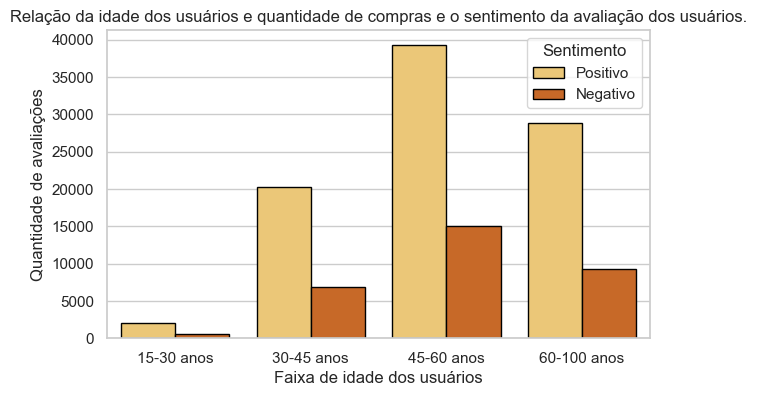 Relação da idade dos usuários e quantidade de compras e o sentimento da avaliação dos usuários.
Quantidade de avaliações
40000
35000
30000
25000
20000
15000
10000
5000
0
Sentimento
Positivo
Negativo
15-30 anos
30-45 anos
45-60 anos
60-100 anos
Faixa de idade dos usuários